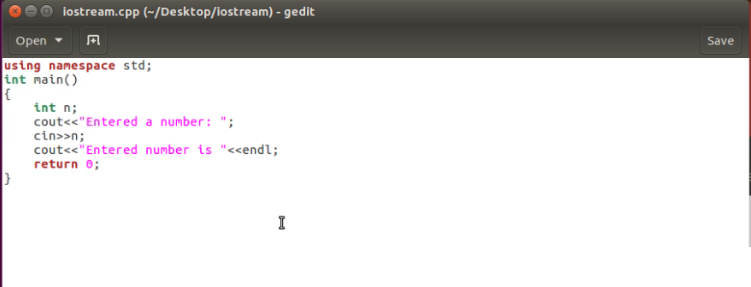 iostream.cpp (~/Desktop/iostream) - gedit
Open Save
using namespace std;
int main()
{
    int n;
    cout<<"Entered a number: ";
    cin>>n;
    cout<<"Entered number is "<<endl;
    return 0;
}